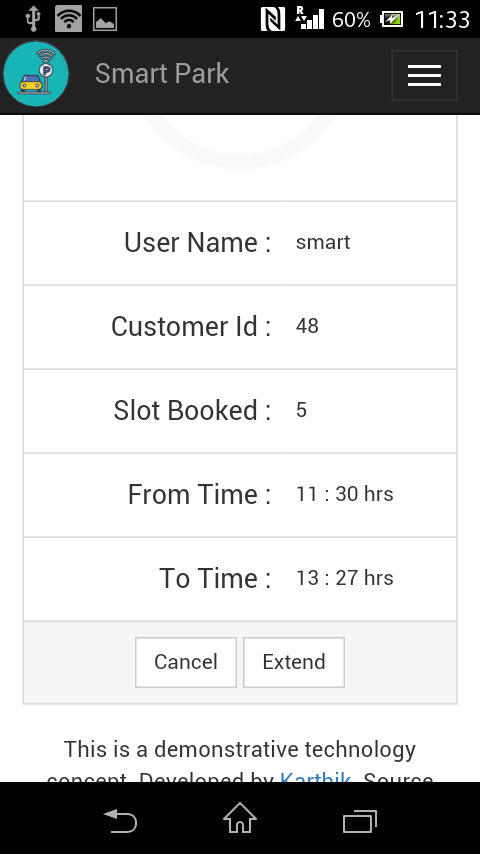 R 60% 11:33
P Smart Park
User Name : smart
Customer Id : 48
Slot Booked : 5
From Time : 11 : 30 hrs
To Time : 13 : 27 hrs
Cancel Extend
This is a demonstrative technology
concept. Developed by Karthik. Source